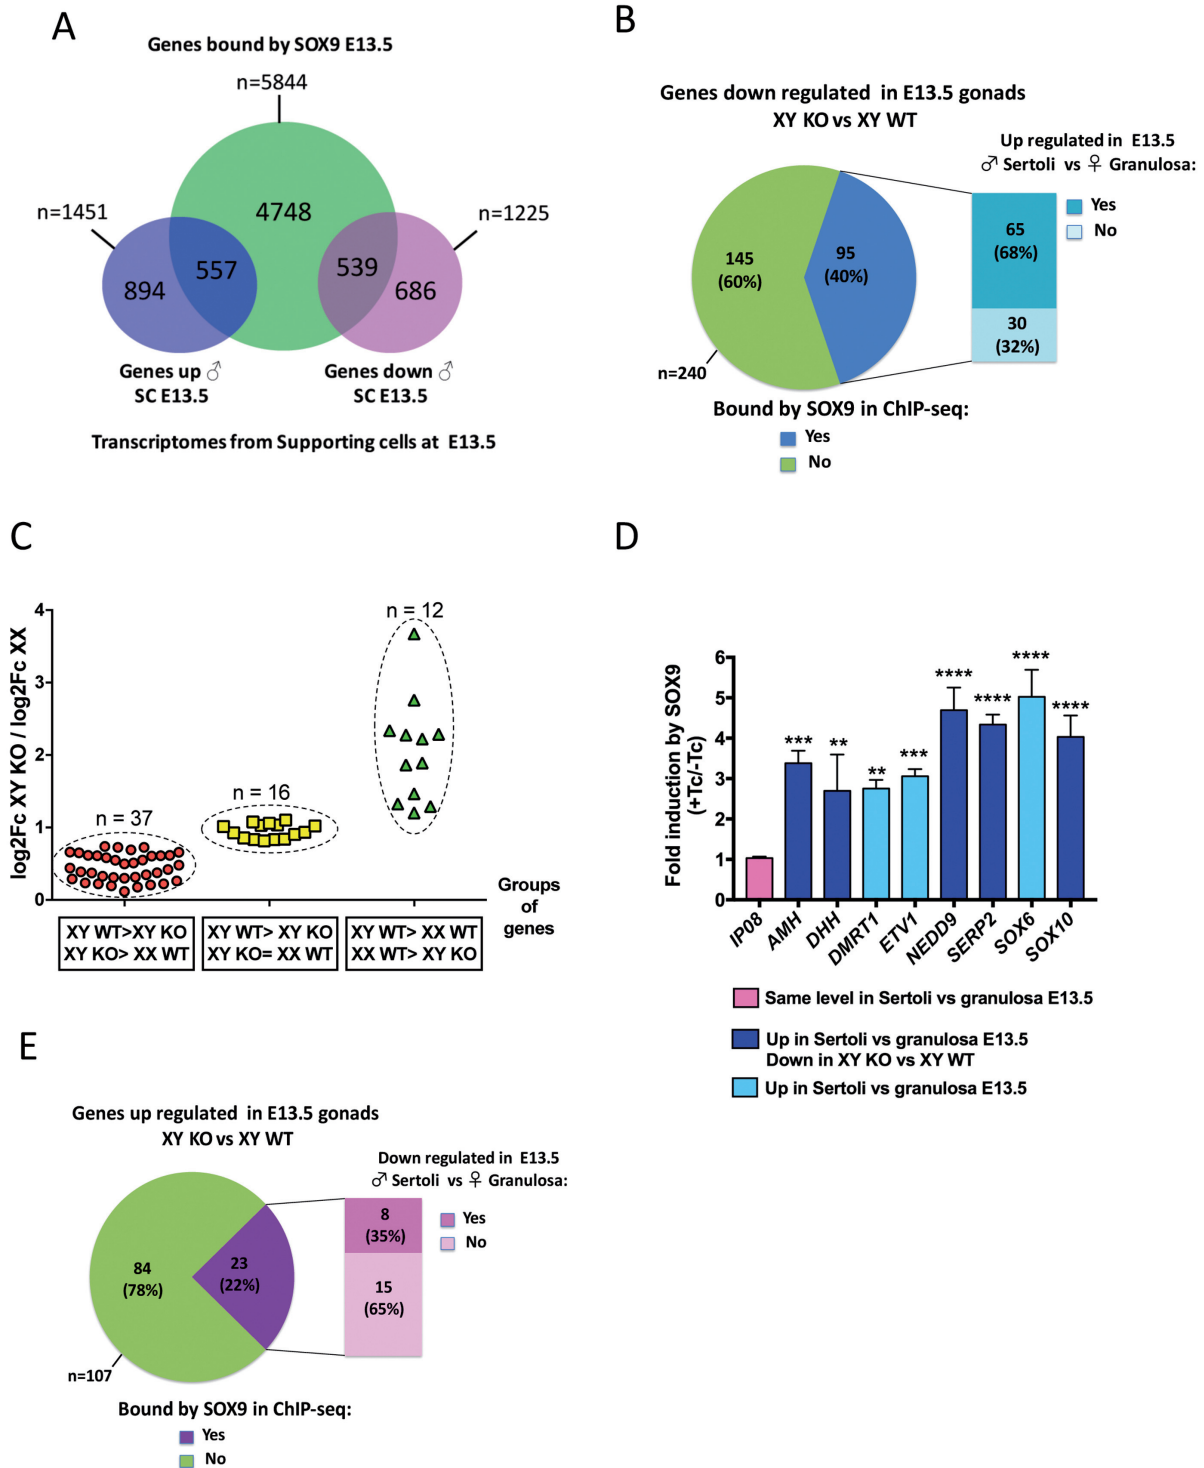 A
Genes bound by SOX9 E13.5
n=5844
n=1451
n=1225
4748
557
539
894
686
Genes up ♂
SC E13.5
Genes down ♂
SC E13.5
Transcriptomes from Supporting cells at E13.5
B
Genes down regulated in E13.5 gonads
XY KO vs XY WT
Up regulated in E13.5
♂ Sertoli vs ♀ Granulosa:
Yes
No
145
(60%)
95
(40%)
65
(68%)
30
(32%)
n=240
Bound by SOX9 in ChIP-seq:
Yes
No
C
log2Fc XY KO / log2Fc XX
4
3
2
1
0
n = 37
n = 16
n = 12
Groups
of
genes
XY WT>XY KO
XY KO> XX WT
XY WT> XY KO
XY KO= XX WT
XY WT> XX WT
XX WT> XY KO
D
Fold induction by SOX9
(+Tc/-Tc)
6
5
4
3
2
1
0
***
**
**
***
****
****
****
****
IP08
AMH
DHH
DMRT1
ETV1
NEDD9
SERP2
SOX6
SOX10
Same level in Sertoli vs granulosa E13.5
Up in Sertoli vs granulosa E13.5
Down in XY KO vs XY WT
Up in Sertoli vs granulosa E13.5
E
Genes up regulated in E13.5 gonads
XY KO vs XY WT
Down regulated in E13.5
♂ Sertoli vs ♀ Granulosa:
Yes
No
84
(78%)
23
(22%)
8
(35%)
15
(65%)
n=107
Bound by SOX9 in ChIP-seq:
Yes
No